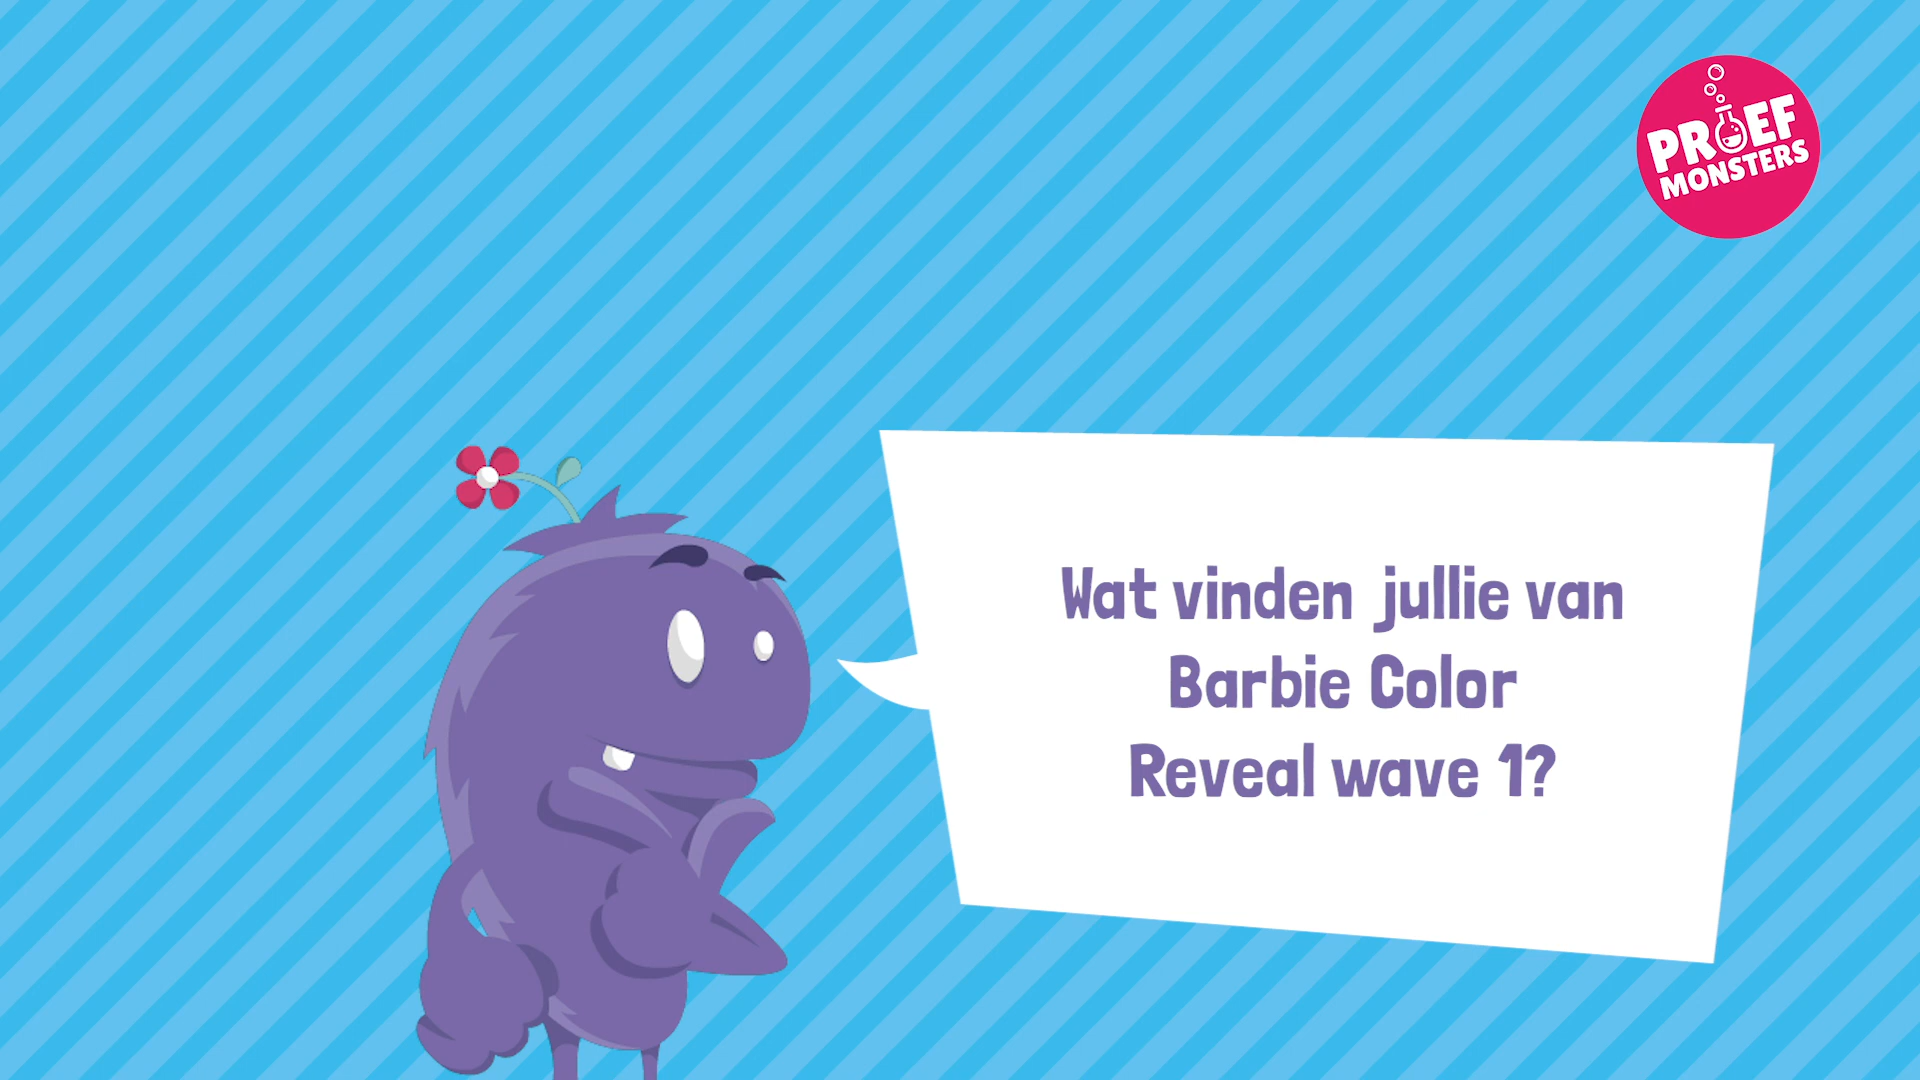 PROEF
MONSTERS
Wat vinden jullie van
Barbie Color
Reveal wave 1?